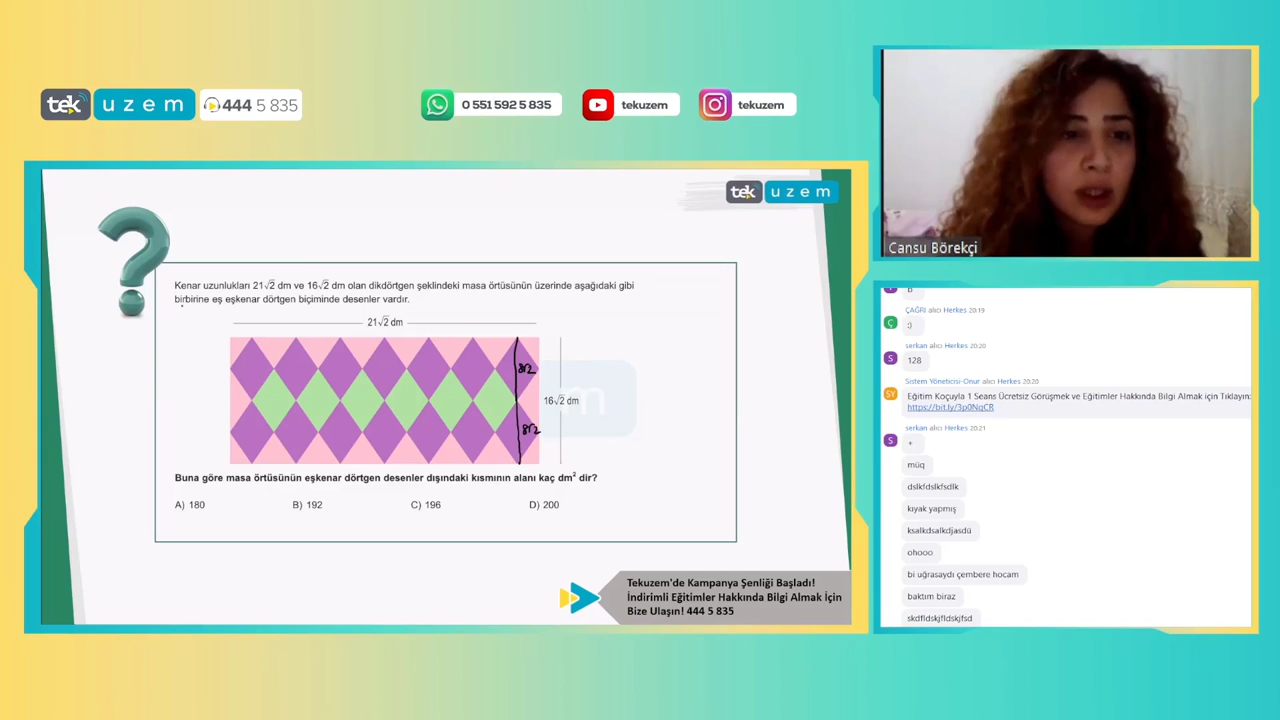 tek uzem 444 5 835
0 551 592 5 835
tekuzem
tekuzem
tek uzem
Kenar uzunlukları 21√2 dm ve 16√2 dm olan dikdörtgen şeklindeki masa örtüsünün üzerinde aşağıdaki gibi
birbirine eş eşkenar dörtgen biçiminde desenler vardır.
21√2 dm
8√2
16√2 dm
8√2
Buna göre masa örtüsünün eşkenar dörtgen desenler dışındaki kısmının alanı kaç dm² dir?
A) 180 B) 192 C) 196 D) 200
Tekuzem'de Kampanya Şenliği Başladı!
İndirimli Eğitimler Hakkında Bilgi Almak İçin
Bize Ulaşın! 444 5 835
Cansu Börekçi
ÇAĞRI alıcı Herkes 20:19
Ç
:)
serkan alıcı Herkes 20:20
S
128
Sistem Yöneticisi-Onur alıcı Herkes 20:20
SY
Eğitim Koçuyla 1 Seans Ücretsiz Görüşmek ve Eğitimler Hakkında Bilgi Almak için Tıklayın:
https://bit.ly/3p0NqCR
serkan alıcı Herkes 20:21
S
+
müq
dslkfdslkfsdlk
kıyak yapmış
ksalkdsalkdjasdü
ohooo
bi uğrasaydı çembere hocam
baktım biraz
skdfldskjfldskjfsd